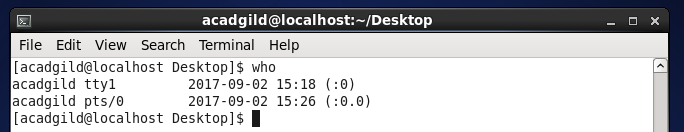 acadgild@localhost:~/Desktop
File Edit View Search Terminal Help
[acadgild@localhost Desktop]$ who
acadgild tty1         2017-09-02 15:18 (:0)
acadgild pts/0        2017-09-02 15:26 (:0.0)
[acadgild@localhost Desktop]$